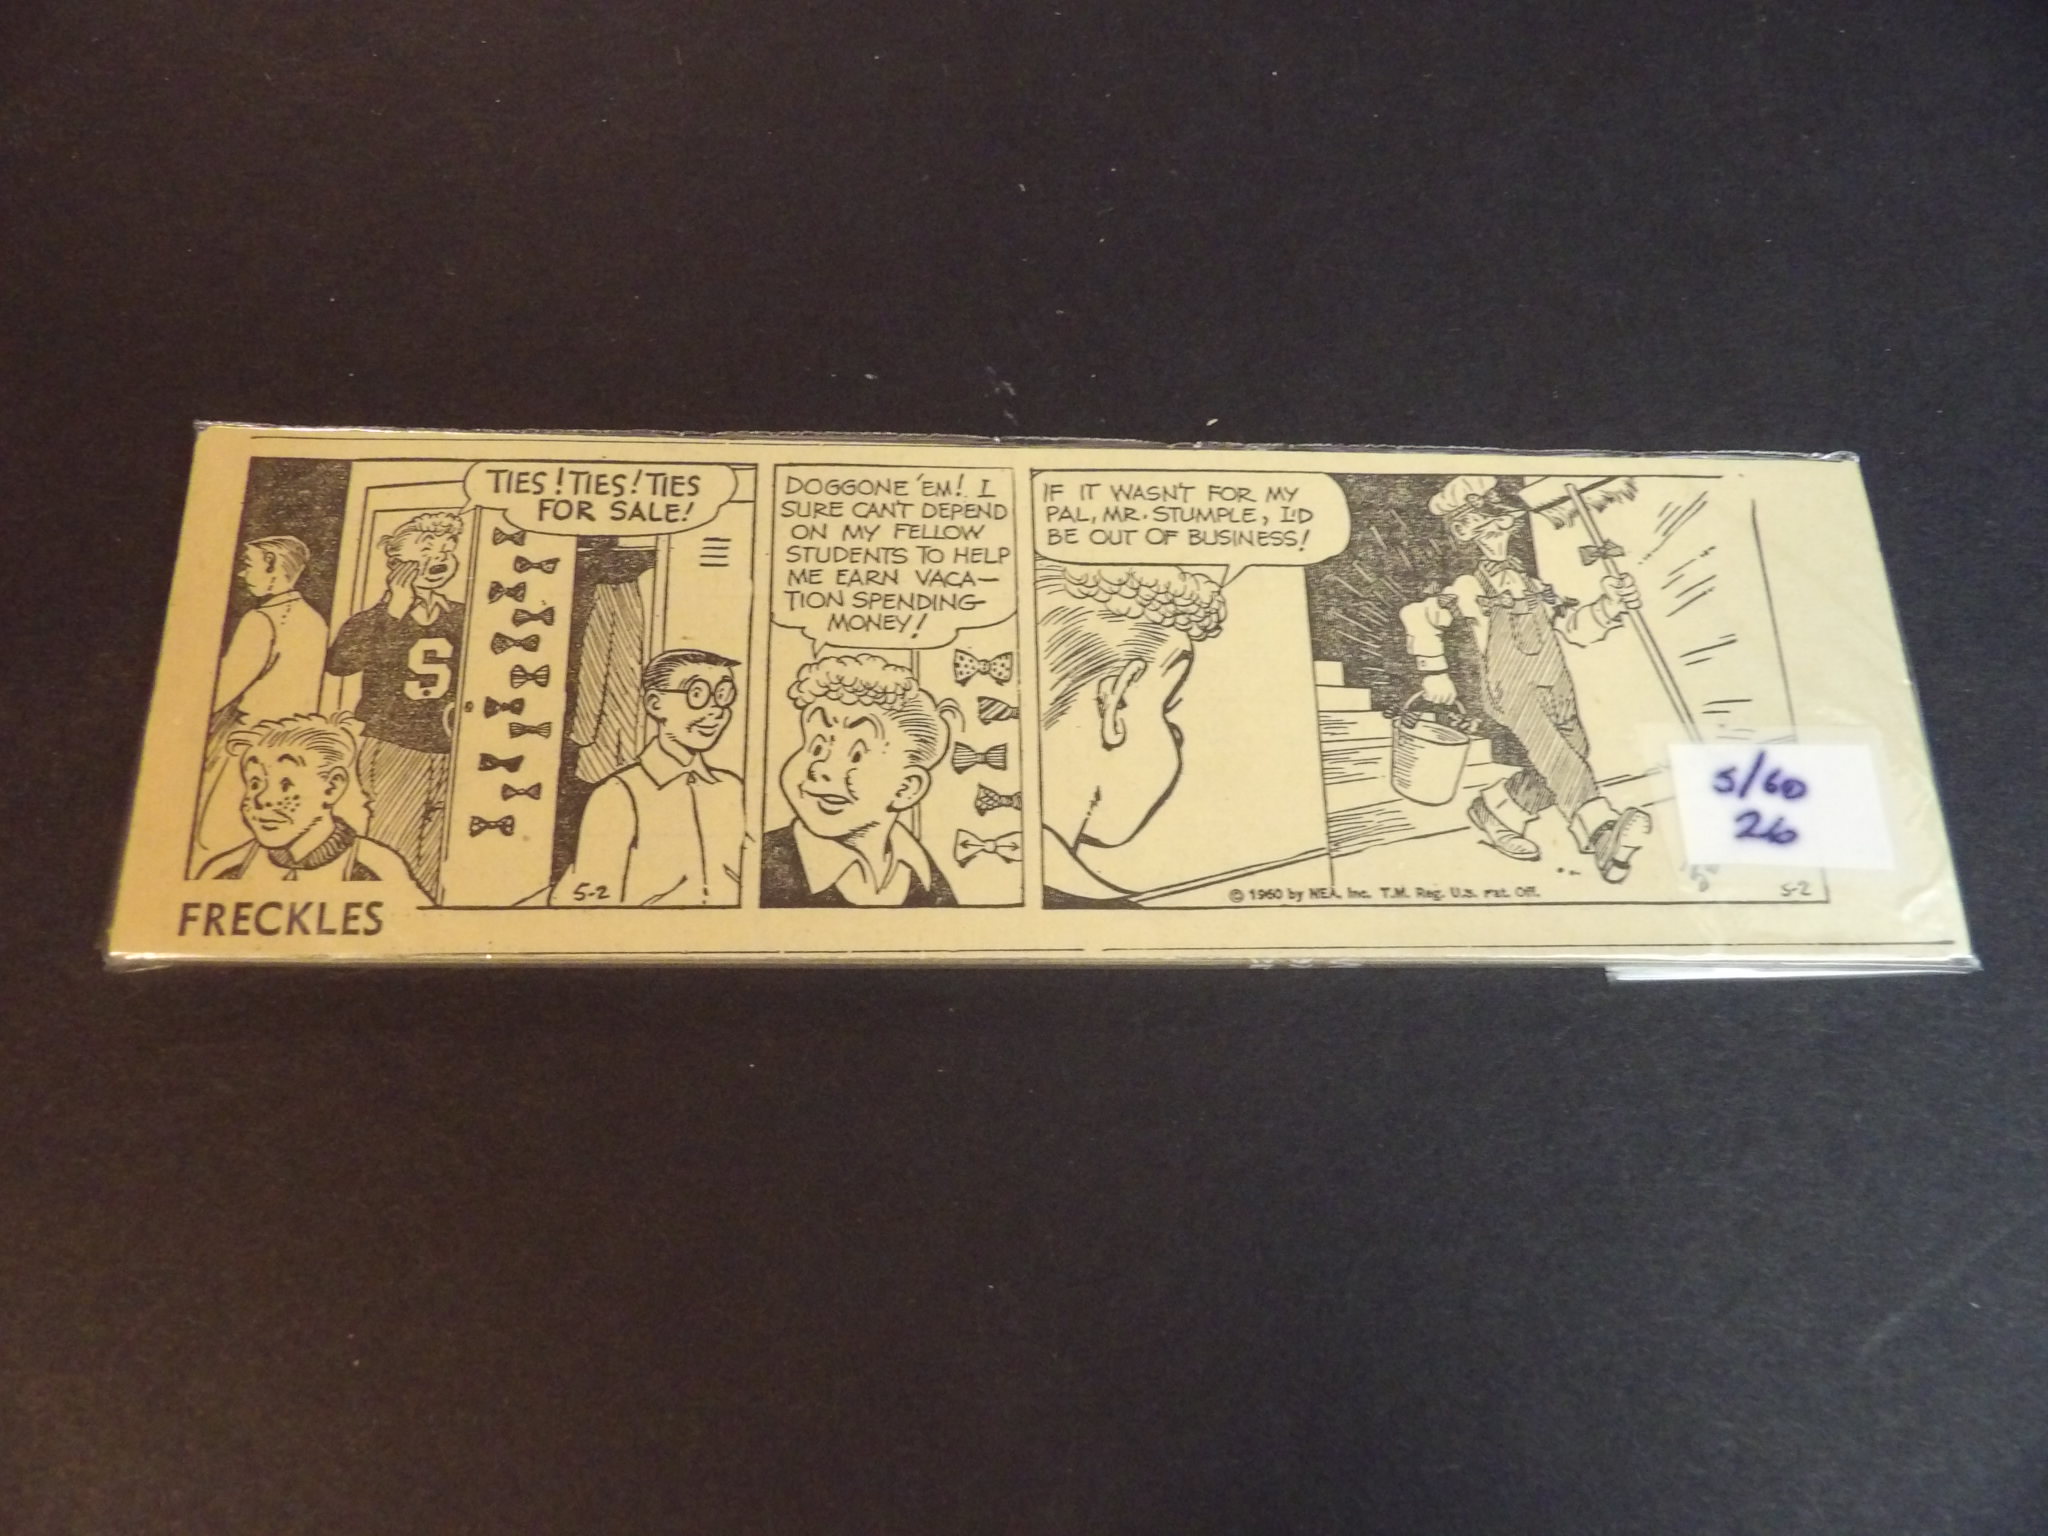 TIES! TIES! TIES
FOR SALE!
S
5-2
FRECKLES
DOGGONE 'EM! I
SURE CAN'T DEPEND
ON MY FELLOW
STUDENTS TO HELP
ME EARN VACA-
TION SPENDING
MONEY!
IF IT WASN'T FOR MY
PAL, MR. STUMPLE, I'D
BE OUT OF BUSINESS!
© 1960 by NEA, Inc. T.M. Reg. U.S. Pat. Off.
5-2
5/60
26